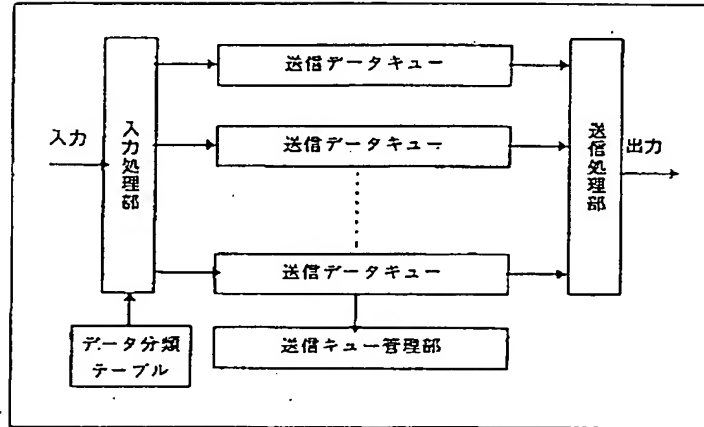 送信データキュー
入力
入力処理部
送信データキュー
送信処理部
出力
送信データキュー
データ分類
テーブル
送信キュー管理部